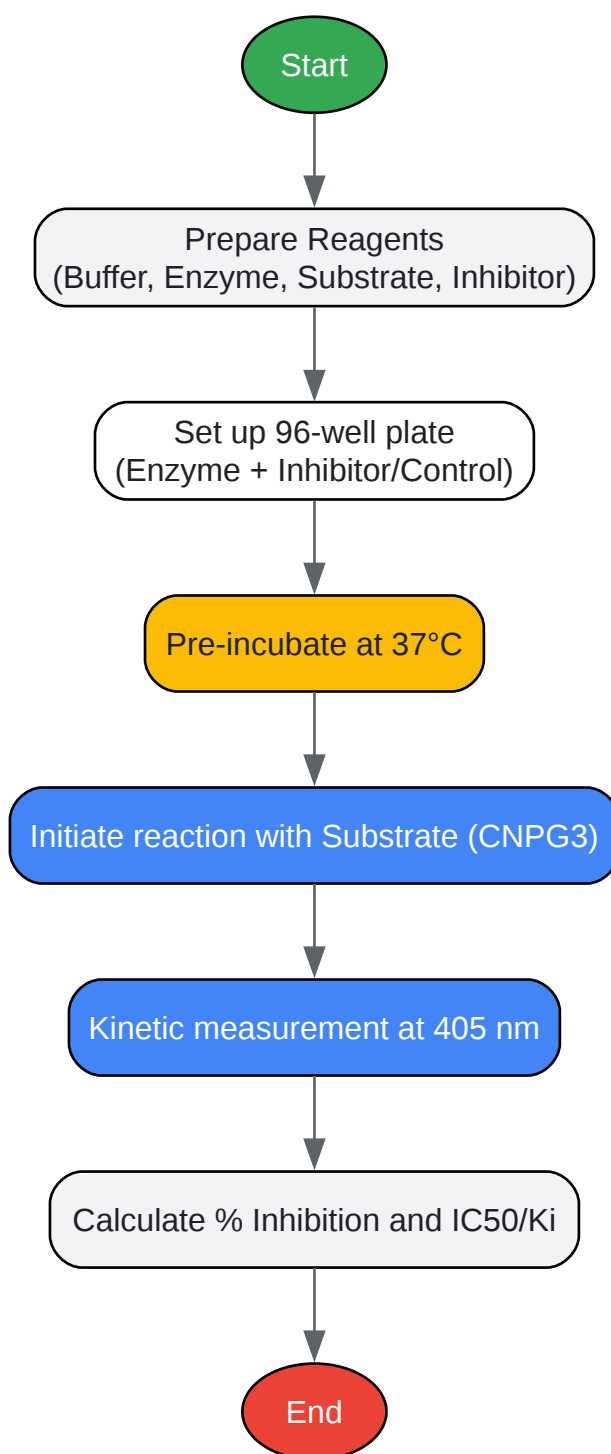 Start
Prepare Reagents
(Buffer, Enzyme, Substrate, Inhibitor)
Set up 96-well plate
(Enzyme + Inhibitor/Control)
Pre-incubate at 37°C
Initiate reaction with Substrate (CNPG3)
Kinetic measurement at 405 nm
Calculate % Inhibition and IC50/Ki
End